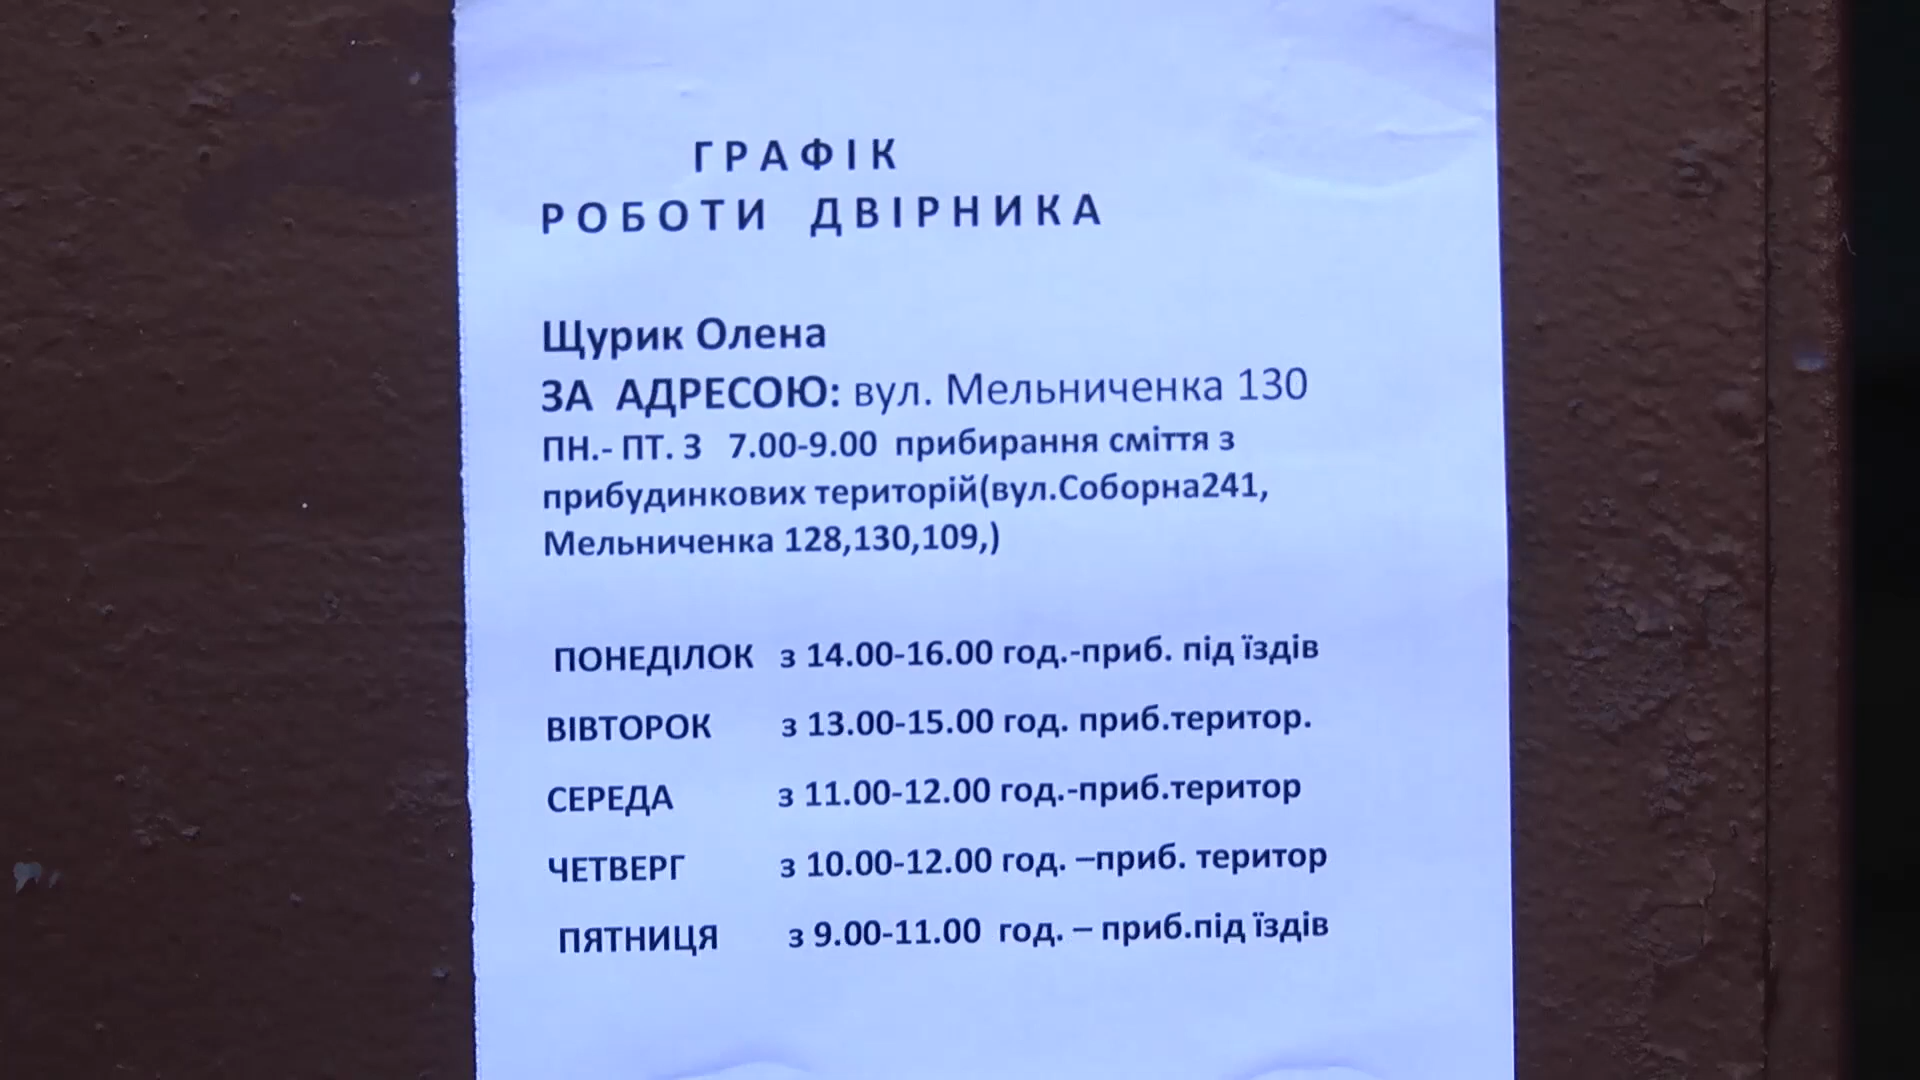 ГРАФІК
РОБОТИ ДВІРНИКА
Щурик Олена
ЗА АДРЕСОЮ: вул. Мельниченка 130
ПН.- ПТ. З 7.00-9.00 прибирання сміття з
прибудинкових територій(вул.Соборна241,
Мельниченка 128,130,109,)
ПОНЕДІЛОК з 14.00-16.00 год.-приб. під їздів
ВІВТОРОК з 13.00-15.00 год. приб.територ.
СЕРЕДА з 11.00-12.00 год.-приб.територ
ЧЕТВЕРГ з 10.00-12.00 год. –приб. територ
ПЯТНИЦЯ з 9.00-11.00 год. – приб.під їздів